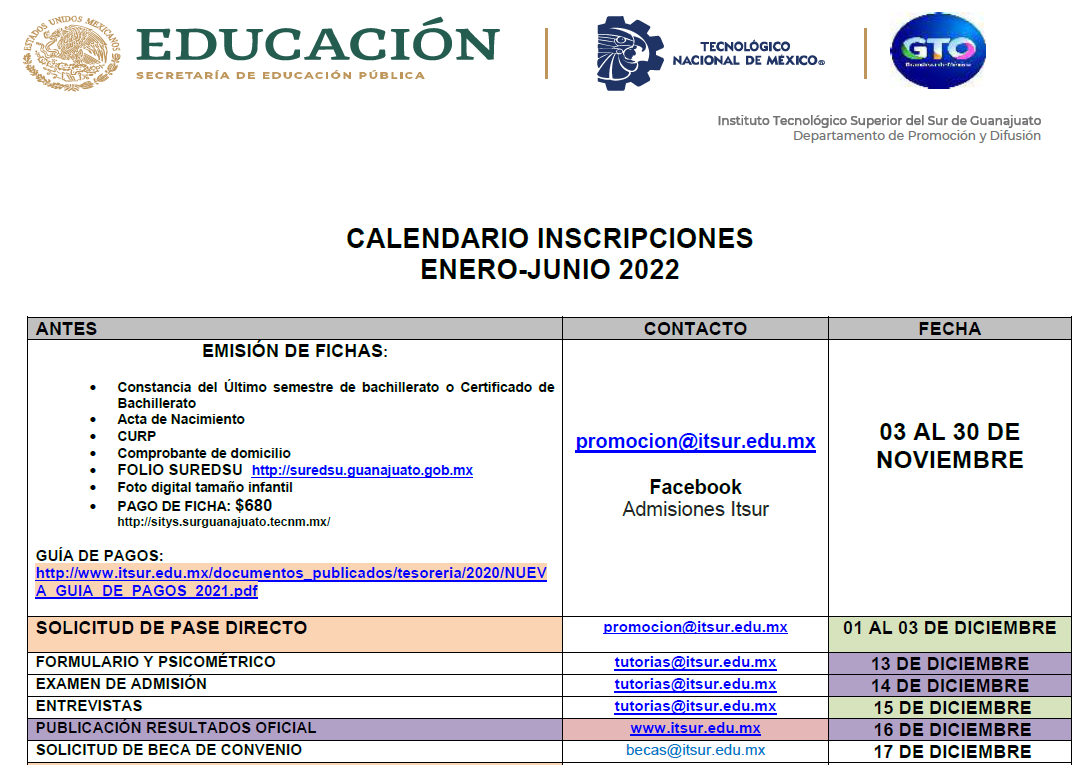 ESTADOS UNIDOS MEXICANOS
EDUCACIÓN
SECRETARÍA DE EDUCACIÓN PÚBLICA
TECNOLÓGICO
NACIONAL DE MÉXICO®
GTO
Grandeza de México
Instituto Tecnológico Superior del Sur de Guanajuato
Departamento de Promoción y Difusión
CALENDARIO INSCRIPCIONES
ENERO-JUNIO 2022
ANTES CONTACTO FECHA
EMISIÓN DE FICHAS:
• Constancia del Último semestre de bachillerato o Certificado de
Bachillerato
• Acta de Nacimiento
• CURP
• Comprobante de domicilio
• FOLIO SUREDSU http://suredsu.guanajuato.gob.mx
• Foto digital tamaño infantil
• PAGO DE FICHA: $680
http://sitys.surguanajuato.tecnm.mx/
GUÍA DE PAGOS:
http://www.itsur.edu.mx/documentos_publicados/tesoreria/2020/NUEV
A_GUIA_DE_PAGOS_2021.pdf
promocion@itsur.edu.mx
Facebook
Admisiones Itsur
03 AL 30 DE
NOVIEMBRE
SOLICITUD DE PASE DIRECTO promocion@itsur.edu.mx 01 AL 03 DE DICIEMBRE
FORMULARIO Y PSICOMÉTRICO tutorias@itsur.edu.mx 13 DE DICIEMBRE
EXAMEN DE ADMISIÓN tutorias@itsur.edu.mx 14 DE DICIEMBRE
ENTREVISTAS tutorias@itsur.edu.mx 15 DE DICIEMBRE
PUBLICACIÓN RESULTADOS OFICIAL www.itsur.edu.mx 16 DE DICIEMBRE
SOLICITUD DE BECA DE CONVENIO becas@itsur.edu.mx 17 DE DICIEMBRE